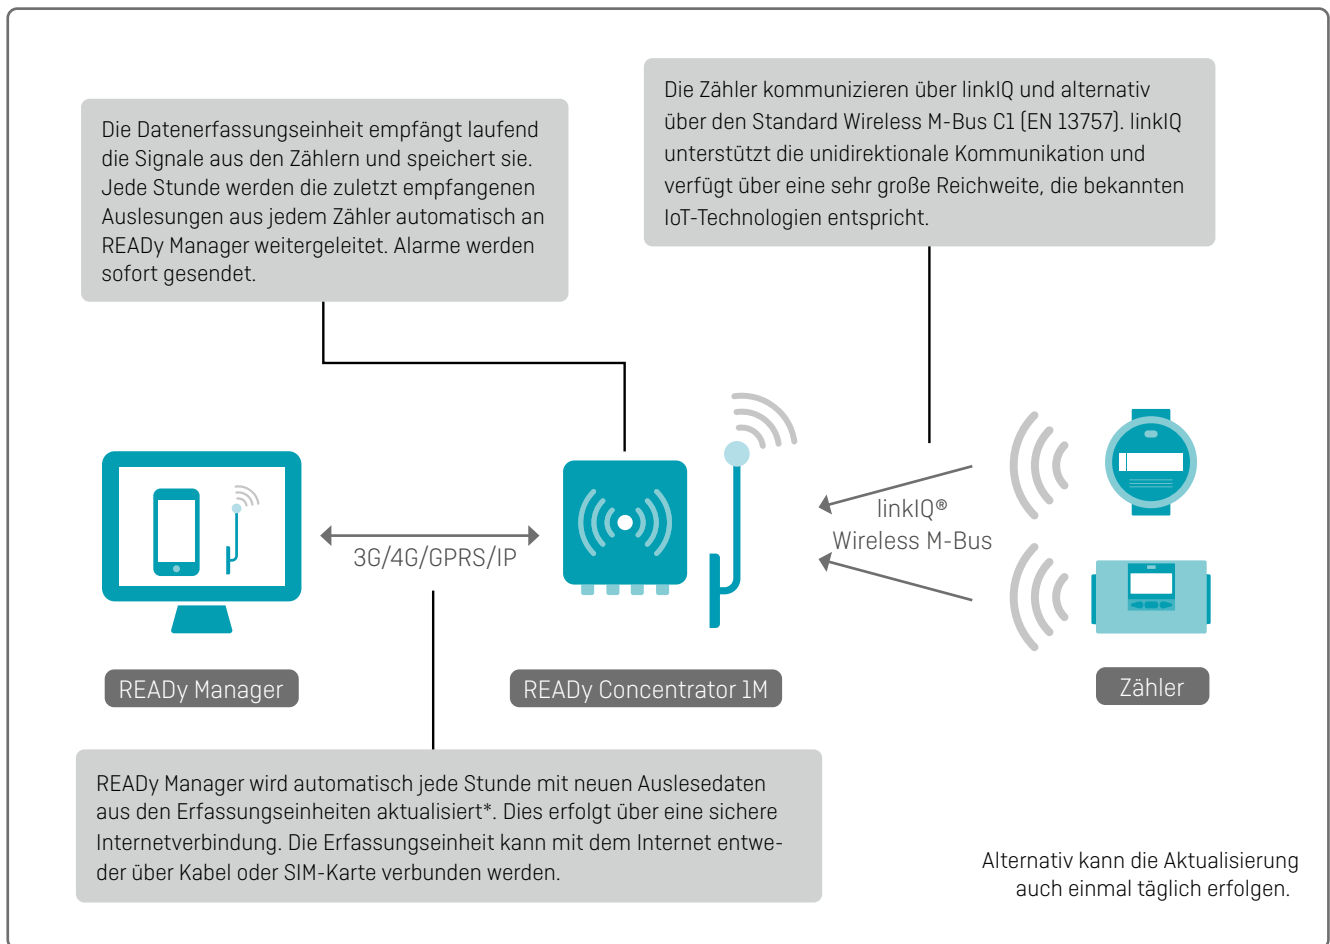 Die Datenerfassungseinheit empfängt laufend
die Signale aus den Zählern und speichert sie.
Jede Stunde werden die zuletzt empfangenen
Auslesungen aus jedem Zähler automatisch an
READy Manager weitergeleitet. Alarme werden
sofort gesendet.
Die Zähler kommunizieren über linkIQ und alternativ
über den Standard Wireless M-Bus C1 (EN 13757). linkIQ
unterstützt die unidirektionale Kommunikation und
verfügt über eine sehr große Reichweite, die bekannten
IoT-Technologien entspricht.
3G/4G/GPRS/IP
linkIQ®
Wireless M-Bus
READy Manager
READy Concentrator 1M
Zähler
READy Manager wird automatisch jede Stunde mit neuen Auslesedaten
aus den Erfassungseinheiten aktualisiert*. Dies erfolgt über eine sichere
Internetverbindung. Die Erfassungseinheit kann mit dem Internet entwe-
der über Kabel oder SIM-Karte verbunden werden.
Alternativ kann die Aktualisierung
auch einmal täglich erfolgen.